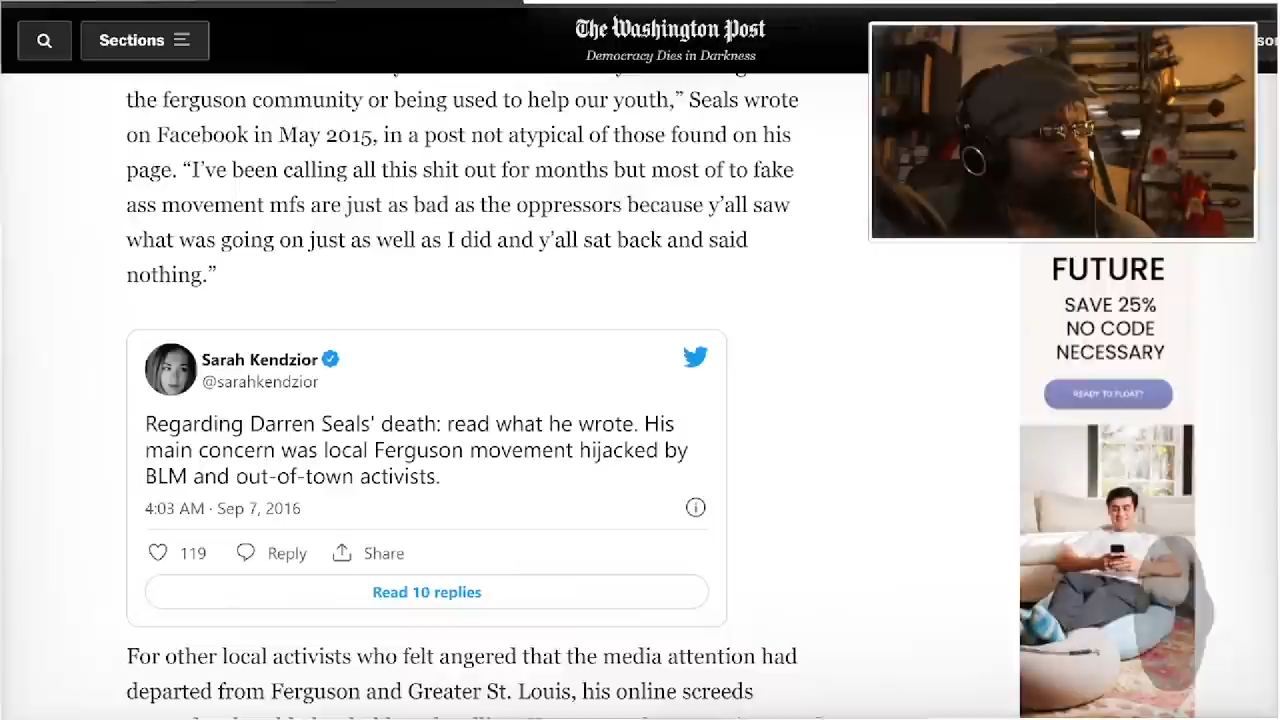 Sections
The Washington Post
Democracy Dies in Darkness
the ferguson community or being used to help our youth,” Seals wrote
on Facebook in May 2015, in a post not atypical of those found on his
page. “I’ve been calling all this shit out for months but most of to fake
ass movement mfs are just as bad as the oppressors because y’all saw
what was going on just as well as I did and y’all sat back and said
nothing.”
Sarah Kendzior
@sarahkendzior
Regarding Darren Seals' death: read what he wrote. His
main concern was local Ferguson movement hijacked by
BLM and out-of-town activists.
4:03 AM · Sep 7, 2016
119 Reply Share
Read 10 replies
For other local activists who felt angered that the media attention had
departed from Ferguson and Greater St. Louis, his online screeds
FUTURE
SAVE 25%
NO CODE
NECESSARY
READY TO FLOAT?